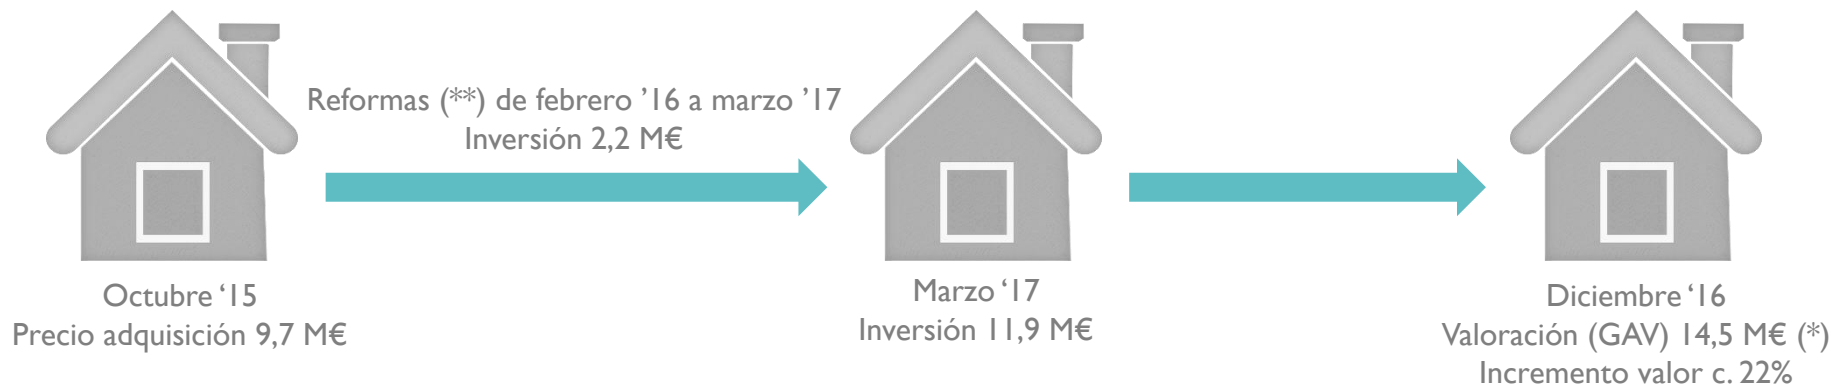 Reformas (**) de febrero ’16 a marzo ’17
Inversión 2,2 M€
Octubre ‘15
Precio adquisición 9,7 M€
Marzo ‘17
Inversión 11,9 M€
Diciembre ‘16
Valoración (GAV) 14,5 M€ (*)
Incremento valor c. 22%